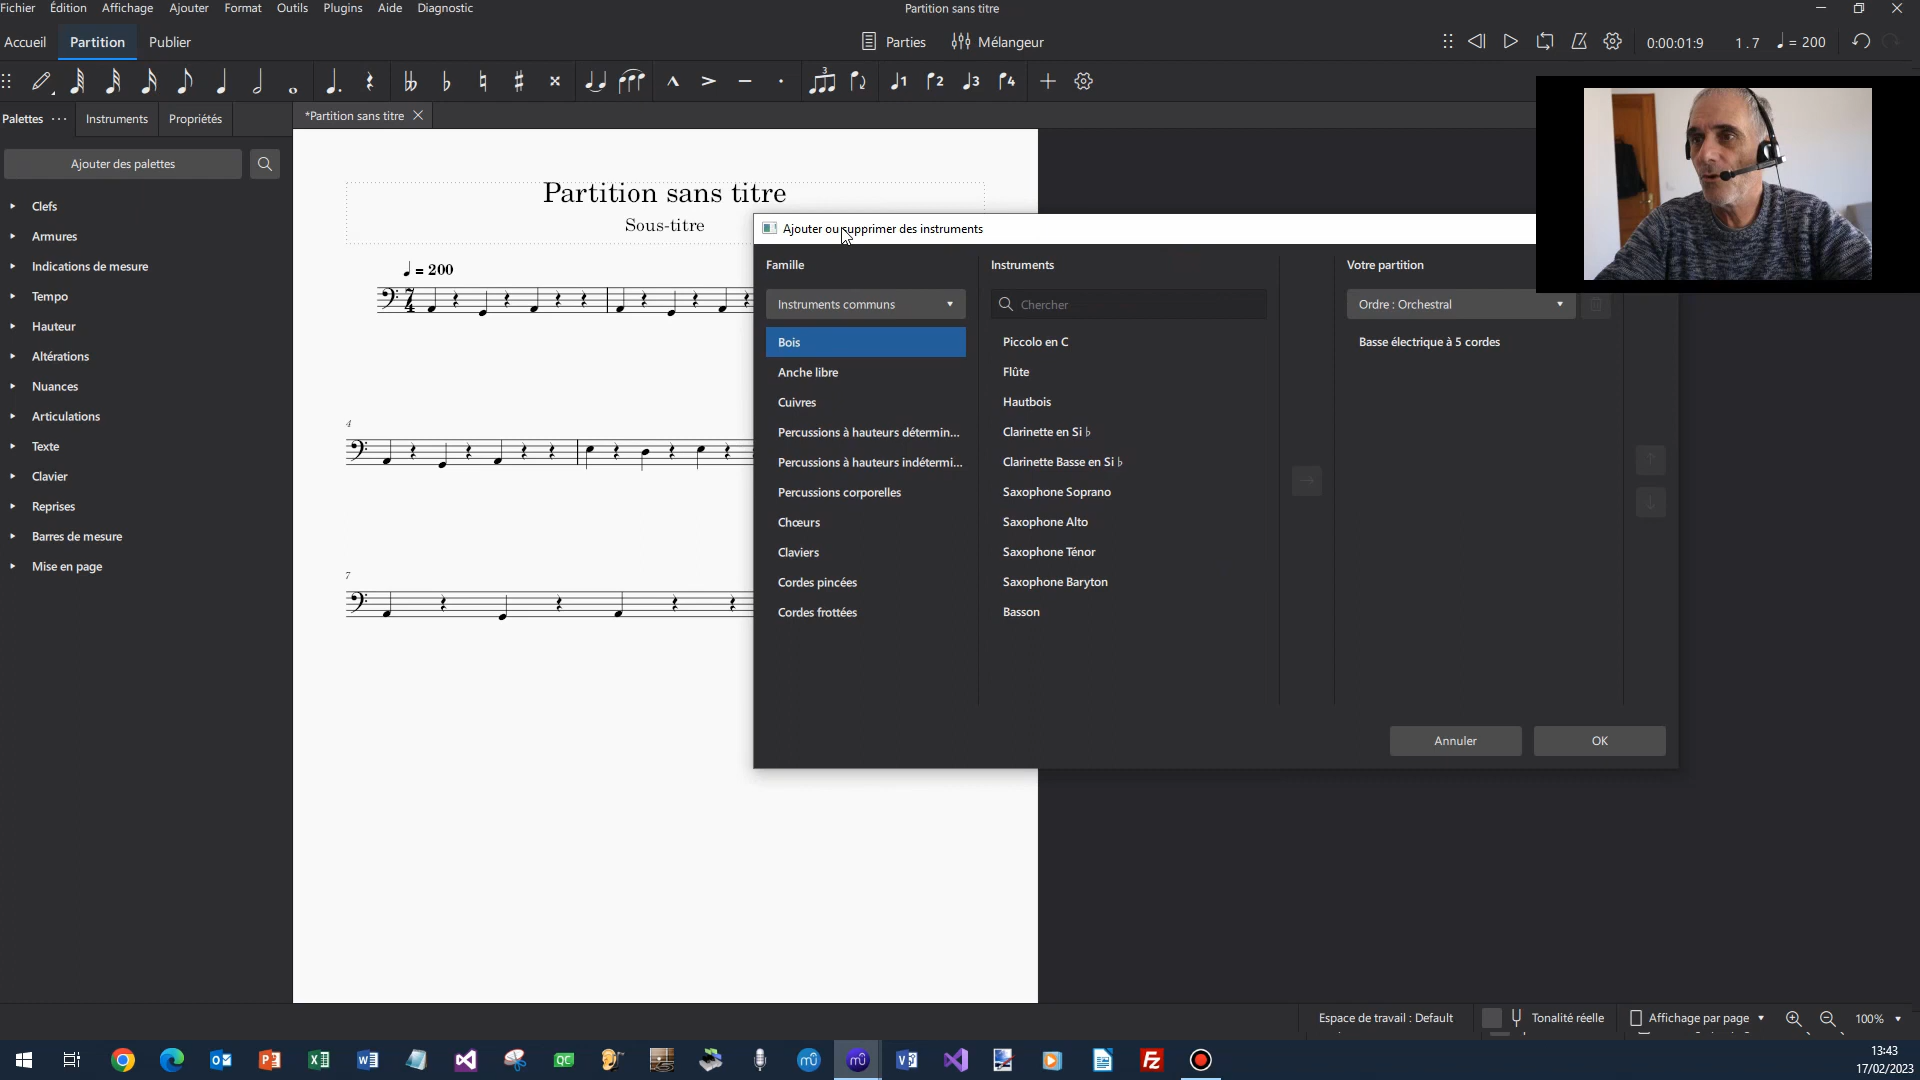 Fichier Édition Affichage Ajouter Format Outils Plugins Aide Diagnostic
Partition sans titre
Accueil Partition Publier
Parties Mélangeur
0:00:01:9 1 . 7 ♩ = 200
3 1 2 3 4
Palettes ··· Instruments Propriétés
*Partition sans titre
Ajouter des palettes
Clefs
Armures
Indications de mesure
Tempo
Hauteur
Altérations
Nuances
Articulations
Texte
Clavier
Reprises
Barres de mesure
Mise en page
Partition sans titre
Sous-titre
♩ = 200
7
4
4
7
Ajouter ou supprimer des instruments
Famille
Instruments communs
Bois
Anche libre
Cuivres
Percussions à hauteurs détermin...
Percussions à hauteurs indétermi...
Percussions corporelles
Chœurs
Claviers
Cordes pincées
Cordes frottées
Instruments
Chercher
Piccolo en C
Flûte
Hautbois
Clarinette en Si ♭
Clarinette Basse en Si ♭
Saxophone Soprano
Saxophone Alto
Saxophone Ténor
Saxophone Baryton
Basson
Votre partition
Ordre : Orchestral
Basse électrique à 5 cordes
Annuler OK
Espace de travail : Default Tonalité réelle Affichage par page 100%
13:43
17/02/2023